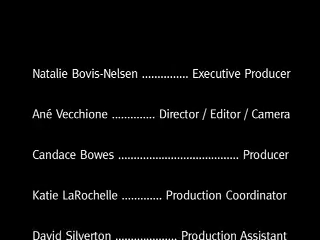 Natalie Bovis-Nelsen ............... Executive Producer
Ané Vecchione .............. Director / Editor / Camera
Candace Bowes ....................................... Producer
Katie LaRochelle ............. Production Coordinator
David Silverton .................... Production Assistant